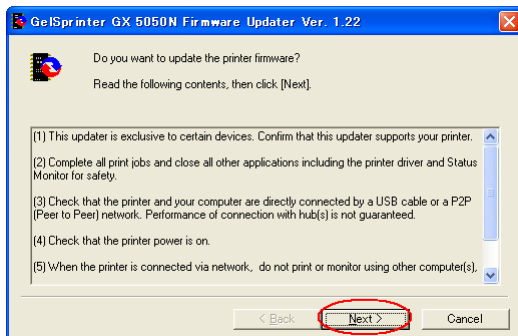 GelSprinter GX 5050N Firmware Updater Ver. 1.22
Do you want to update the printer firmware?
Read the following contents, then click [Next].
(1) This updater is exclusive to certain devices. Confirm that this updater supports your printer.
(2) Complete all print jobs and close all other applications including the printer driver and Status
Monitor for safety.
(3) Check that the printer and your computer are directly connected by a USB cable or a P2P
(Peer to Peer) network. Performance of connection with hub(s) is not guaranteed.
(4) Check that the printer power is on.
(5) When the printer is connected via network,  do not print or monitor using other computer(s),
< Back
Next >
Cancel